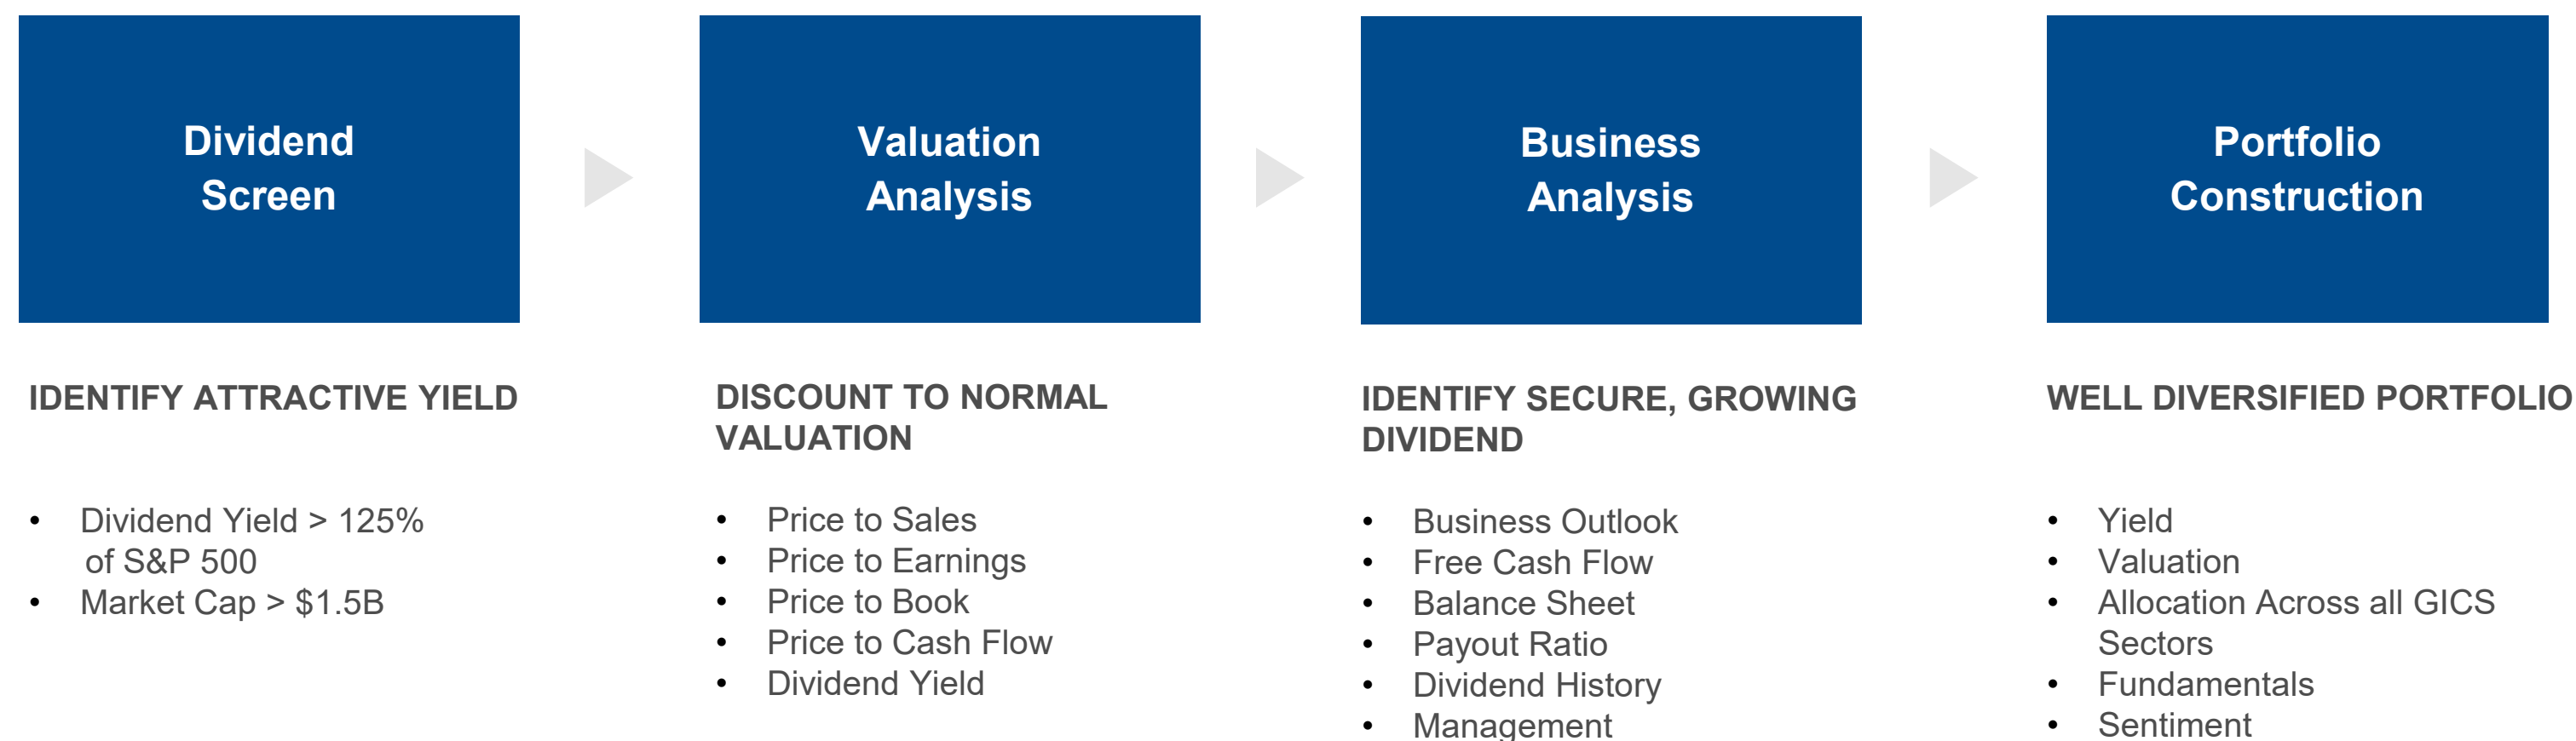 Dividend
Screen
IDENTIFY ATTRACTIVE YIELD
• Dividend Yield > 125%
of S&P 500
• Market Cap > $1.5B
Valuation
Analysis
DISCOUNT TO NORMAL
VALUATION
• Price to Sales
• Price to Earnings
• Price to Book
• Price to Cash Flow
• Dividend Yield
Business
Analysis
IDENTIFY SECURE, GROWING
DIVIDEND
• Business Outlook
• Free Cash Flow
• Balance Sheet
• Payout Ratio
• Dividend History
• Management
Portfolio
Construction
WELL DIVERSIFIED PORTFOLIO
• Yield
• Valuation
• Allocation Across all GICS
Sectors
• Fundamentals
• Sentiment